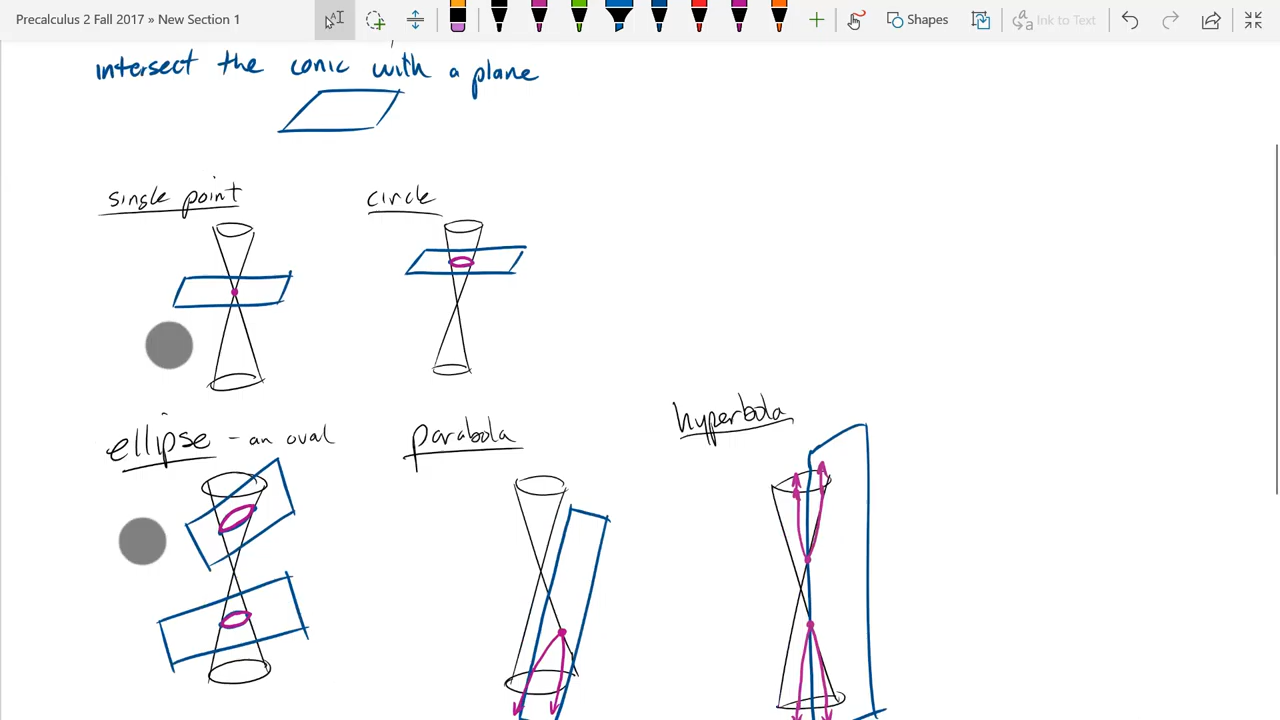 Precalculus 2 Fall 2017 » New Section 1
Shapes
Ink to Text
intersect the conic with a plane
single point
circle
ellipse - an oval
parabola
hyperbola